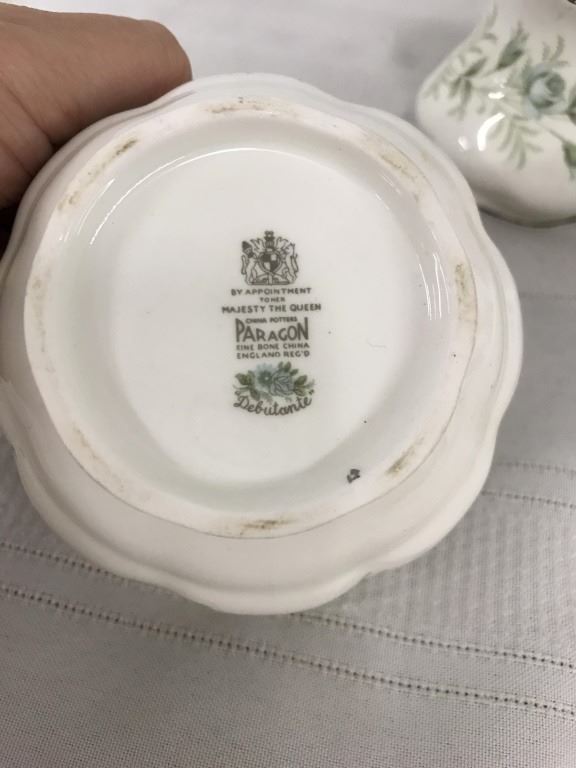 BY APPOINTMENT
TO HER
MAJESTY THE QUEEN
CHINA POTTERS
PARAGON
FINE BONE CHINA
ENGLAND REG'D
Debutante